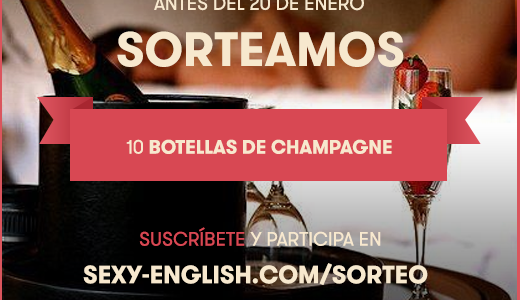 ANTES DEL 20 DE ENERO
SORTEAMOS
10 BOTELLAS DE CHAMPAGNE
SUSCRÍBETE Y PARTICIPA EN
SEXY-ENGLISH.COM/SORTEO